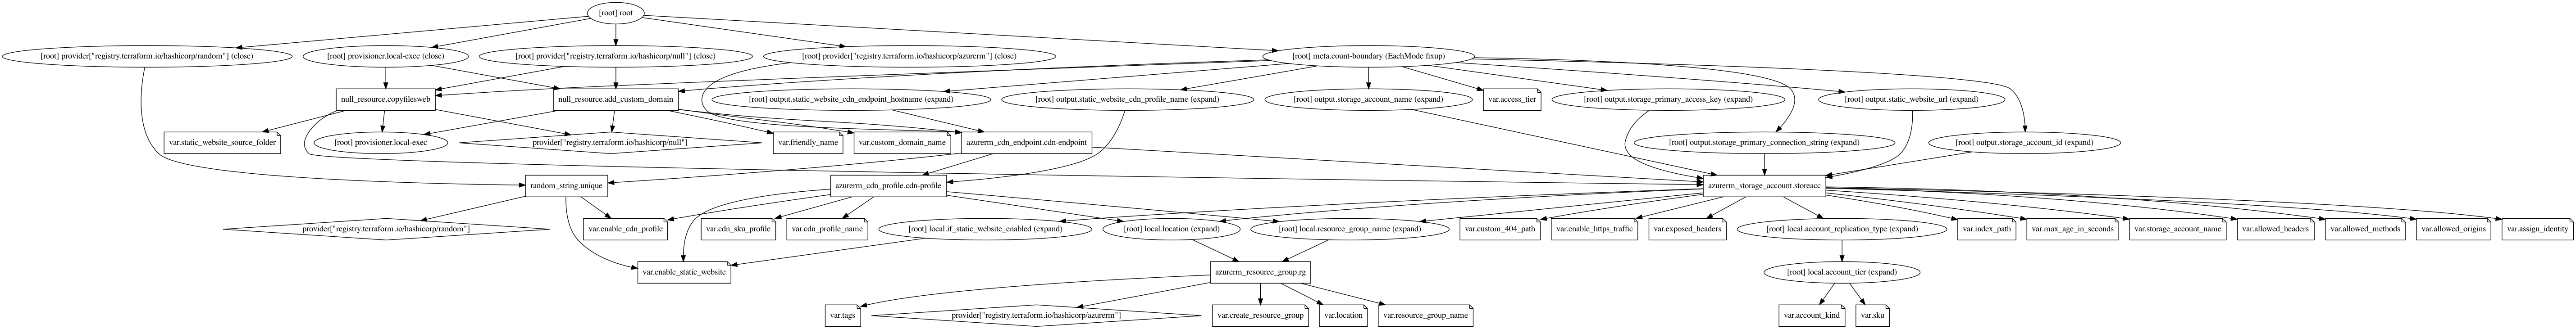 [root] root
[root] provider["registry.terraform.io/hashicorp/random"] (close)
[root] provisioner.local-exec (close)
[root] provider["registry.terraform.io/hashicorp/null"] (close)
[root] provider["registry.terraform.io/hashicorp/azurerm"] (close)
[root] meta.count-boundary (EachMode fixup)
null_resource.copyfilesweb
null_resource.add_custom_domain
[root] output.static_website_cdn_endpoint_hostname (expand)
[root] output.static_website_cdn_profile_name (expand)
[root] output.storage_account_name (expand)
var.access_tier
[root] output.storage_primary_access_key (expand)
[root] output.static_website_url (expand)
var.static_website_source_folder
[root] provisioner.local-exec
provider["registry.terraform.io/hashicorp/null"]
var.friendly_name
var.custom_domain_name
azurerm_cdn_endpoint.cdn-endpoint
[root] output.storage_primary_connection_string (expand)
[root] output.storage_account_id (expand)
random_string.unique
azurerm_cdn_profile.cdn-profile
azurerm_storage_account.storeacc
provider["registry.terraform.io/hashicorp/random"]
var.enable_cdn_profile
var.cdn_sku_profile
var.cdn_profile_name
[root] local.if_static_website_enabled (expand)
[root] local.location (expand)
[root] local.resource_group_name (expand)
var.custom_404_path
var.enable_https_traffic
var.exposed_headers
[root] local.account_replication_type (expand)
var.index_path
var.max_age_in_seconds
var.storage_account_name
var.allowed_headers
var.allowed_methods
var.allowed_origins
var.assign_identity
var.enable_static_website
azurerm_resource_group.rg
[root] local.account_tier (expand)
var.tags
provider["registry.terraform.io/hashicorp/azurerm"]
var.create_resource_group
var.location
var.resource_group_name
var.account_kind
var.sku